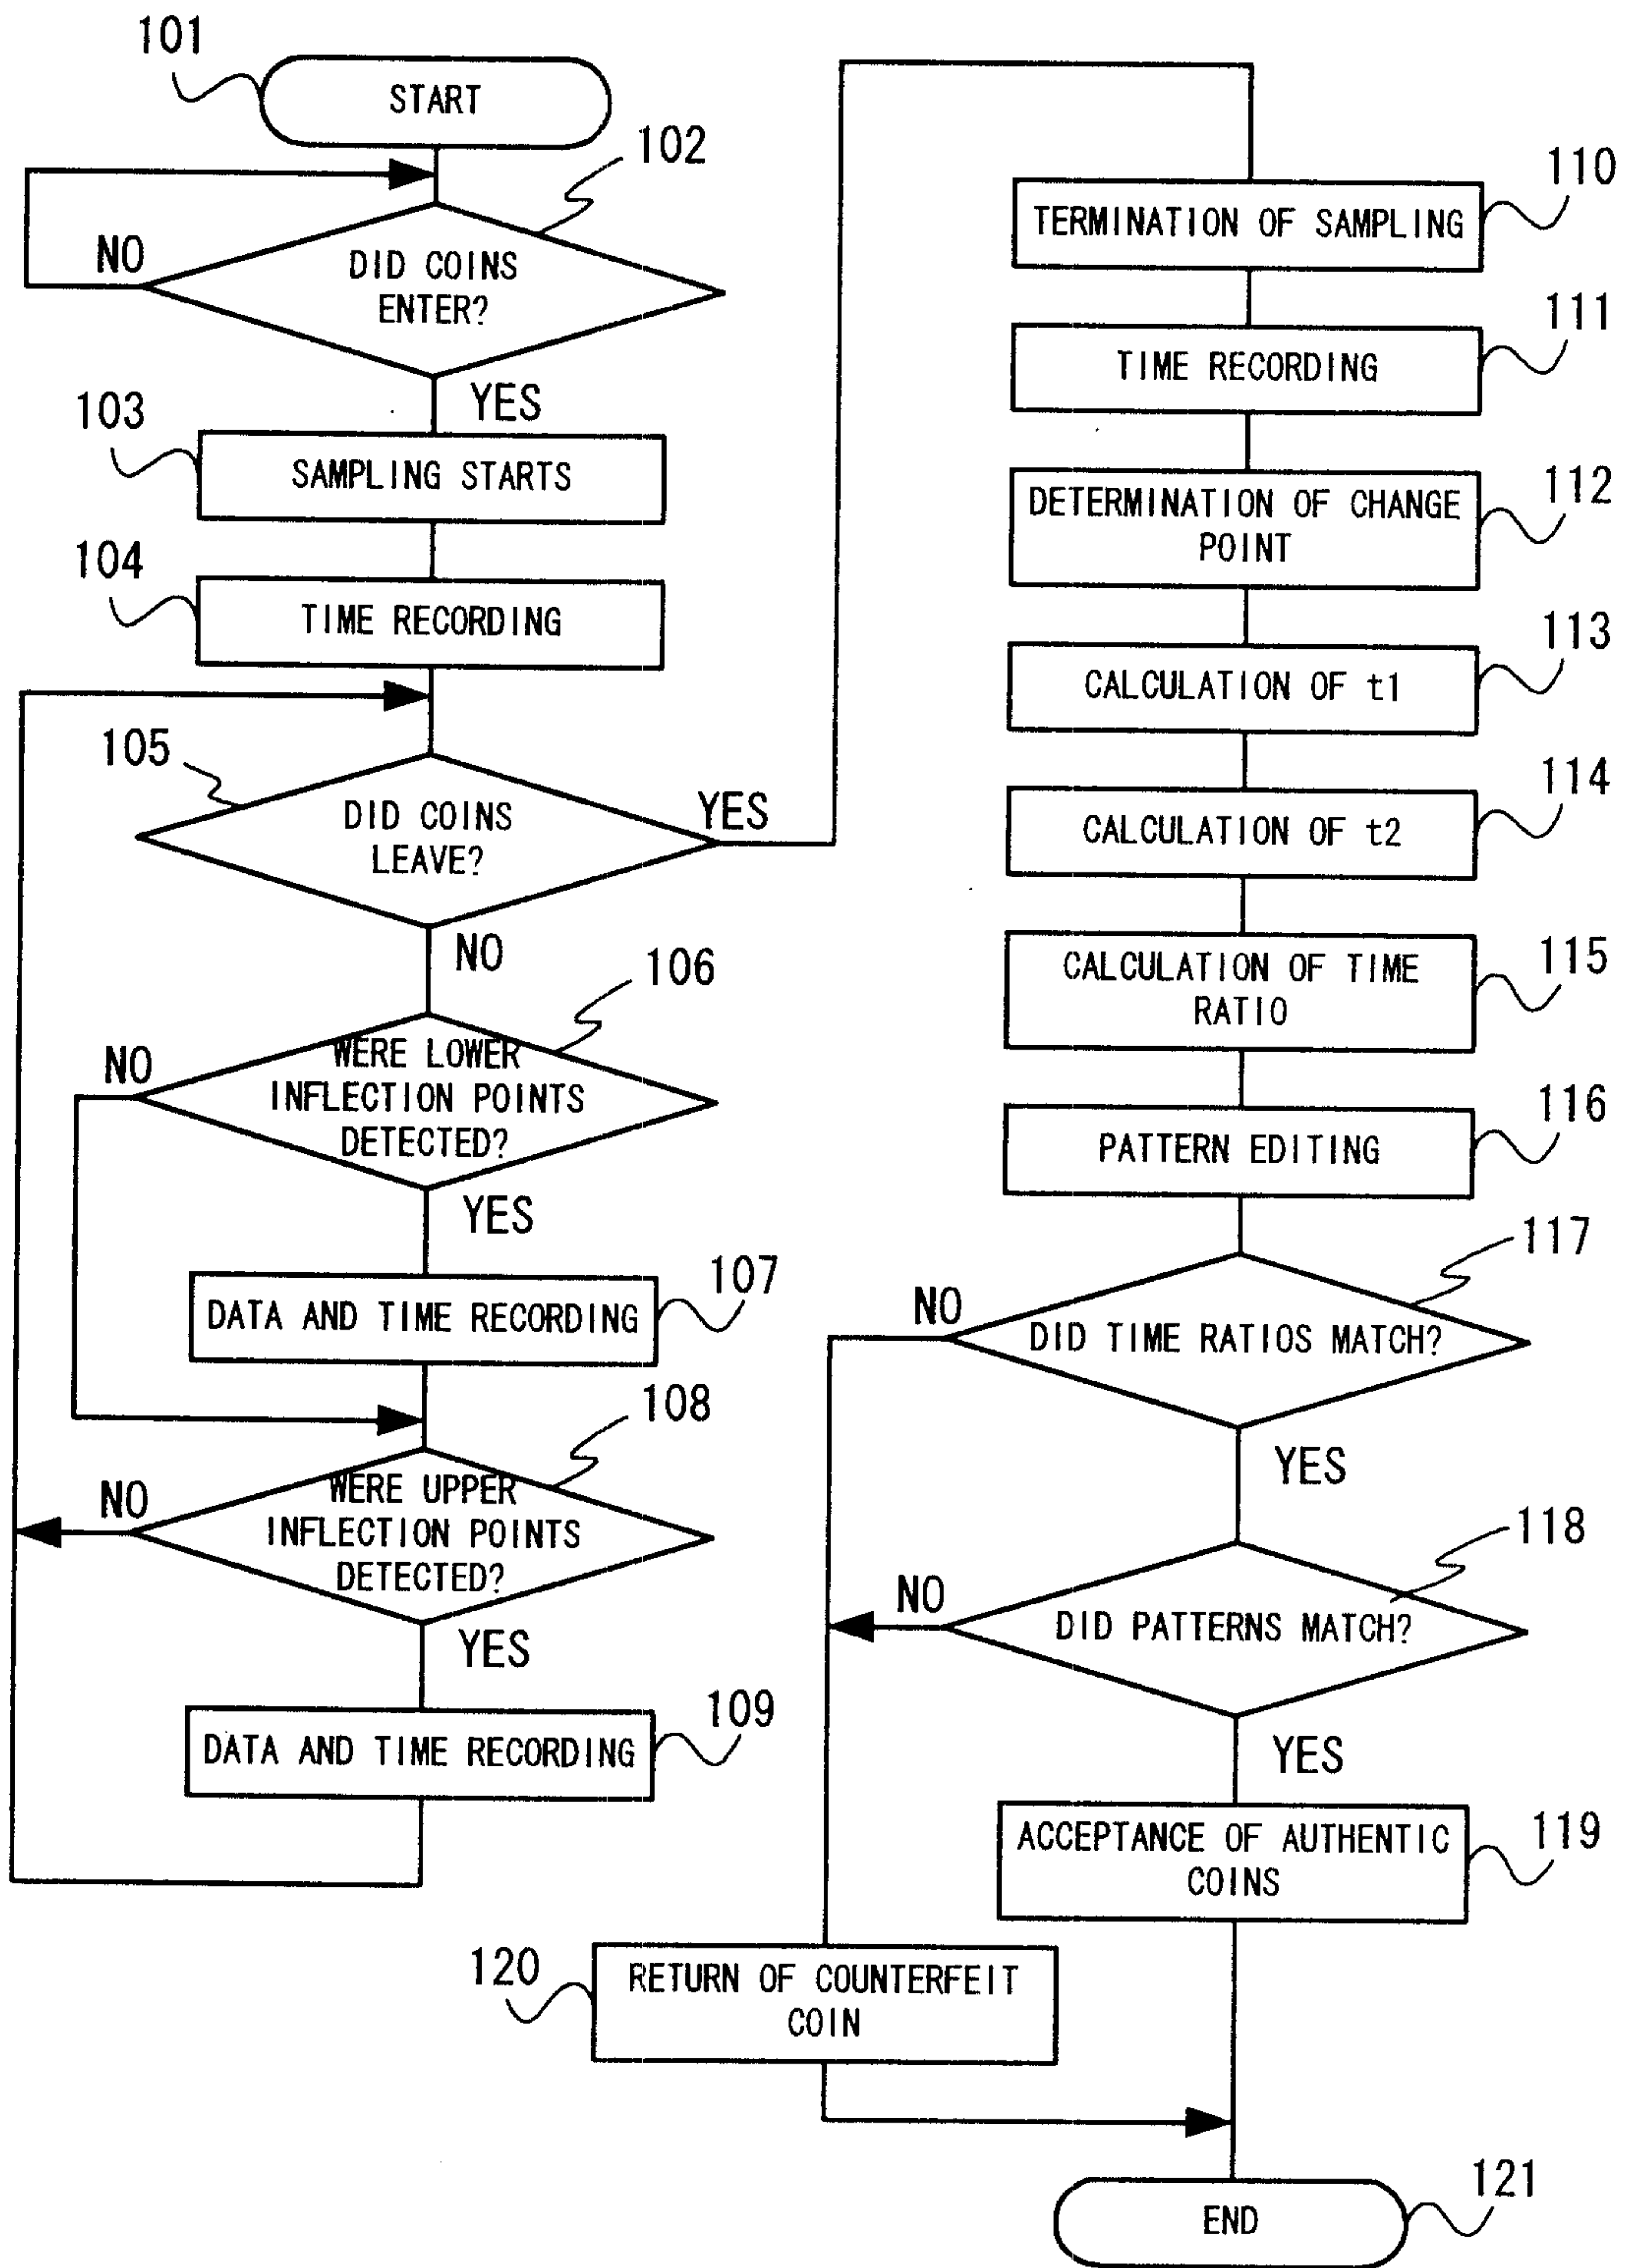 101
START
102
DID COINS
ENTER?
NO
YES
103
SAMPLING STARTS
104
TIME RECORDING
105
DID COINS
LEAVE?
YES
NO
106
WERE LOWER
INFLECTION POINTS
DETECTED?
NO
YES
107
DATA AND TIME RECORDING
108
WERE UPPER
INFLECTION POINTS
DETECTED?
NO
YES
109
DATA AND TIME RECORDING
110
TERMINATION OF SAMPLING
111
TIME RECORDING
112
DETERMINATION OF CHANGE
POINT
113
CALCULATION OF t1
114
CALCULATION OF t2
115
CALCULATION OF TIME
RATIO
116
PATTERN EDITING
117
NO
DID TIME RATIOS MATCH?
YES
118
NO
DID PATTERNS MATCH?
YES
119
ACCEPTANCE OF AUTHENTIC
COINS
120
RETURN OF COUNTERFEIT
COIN
121
END